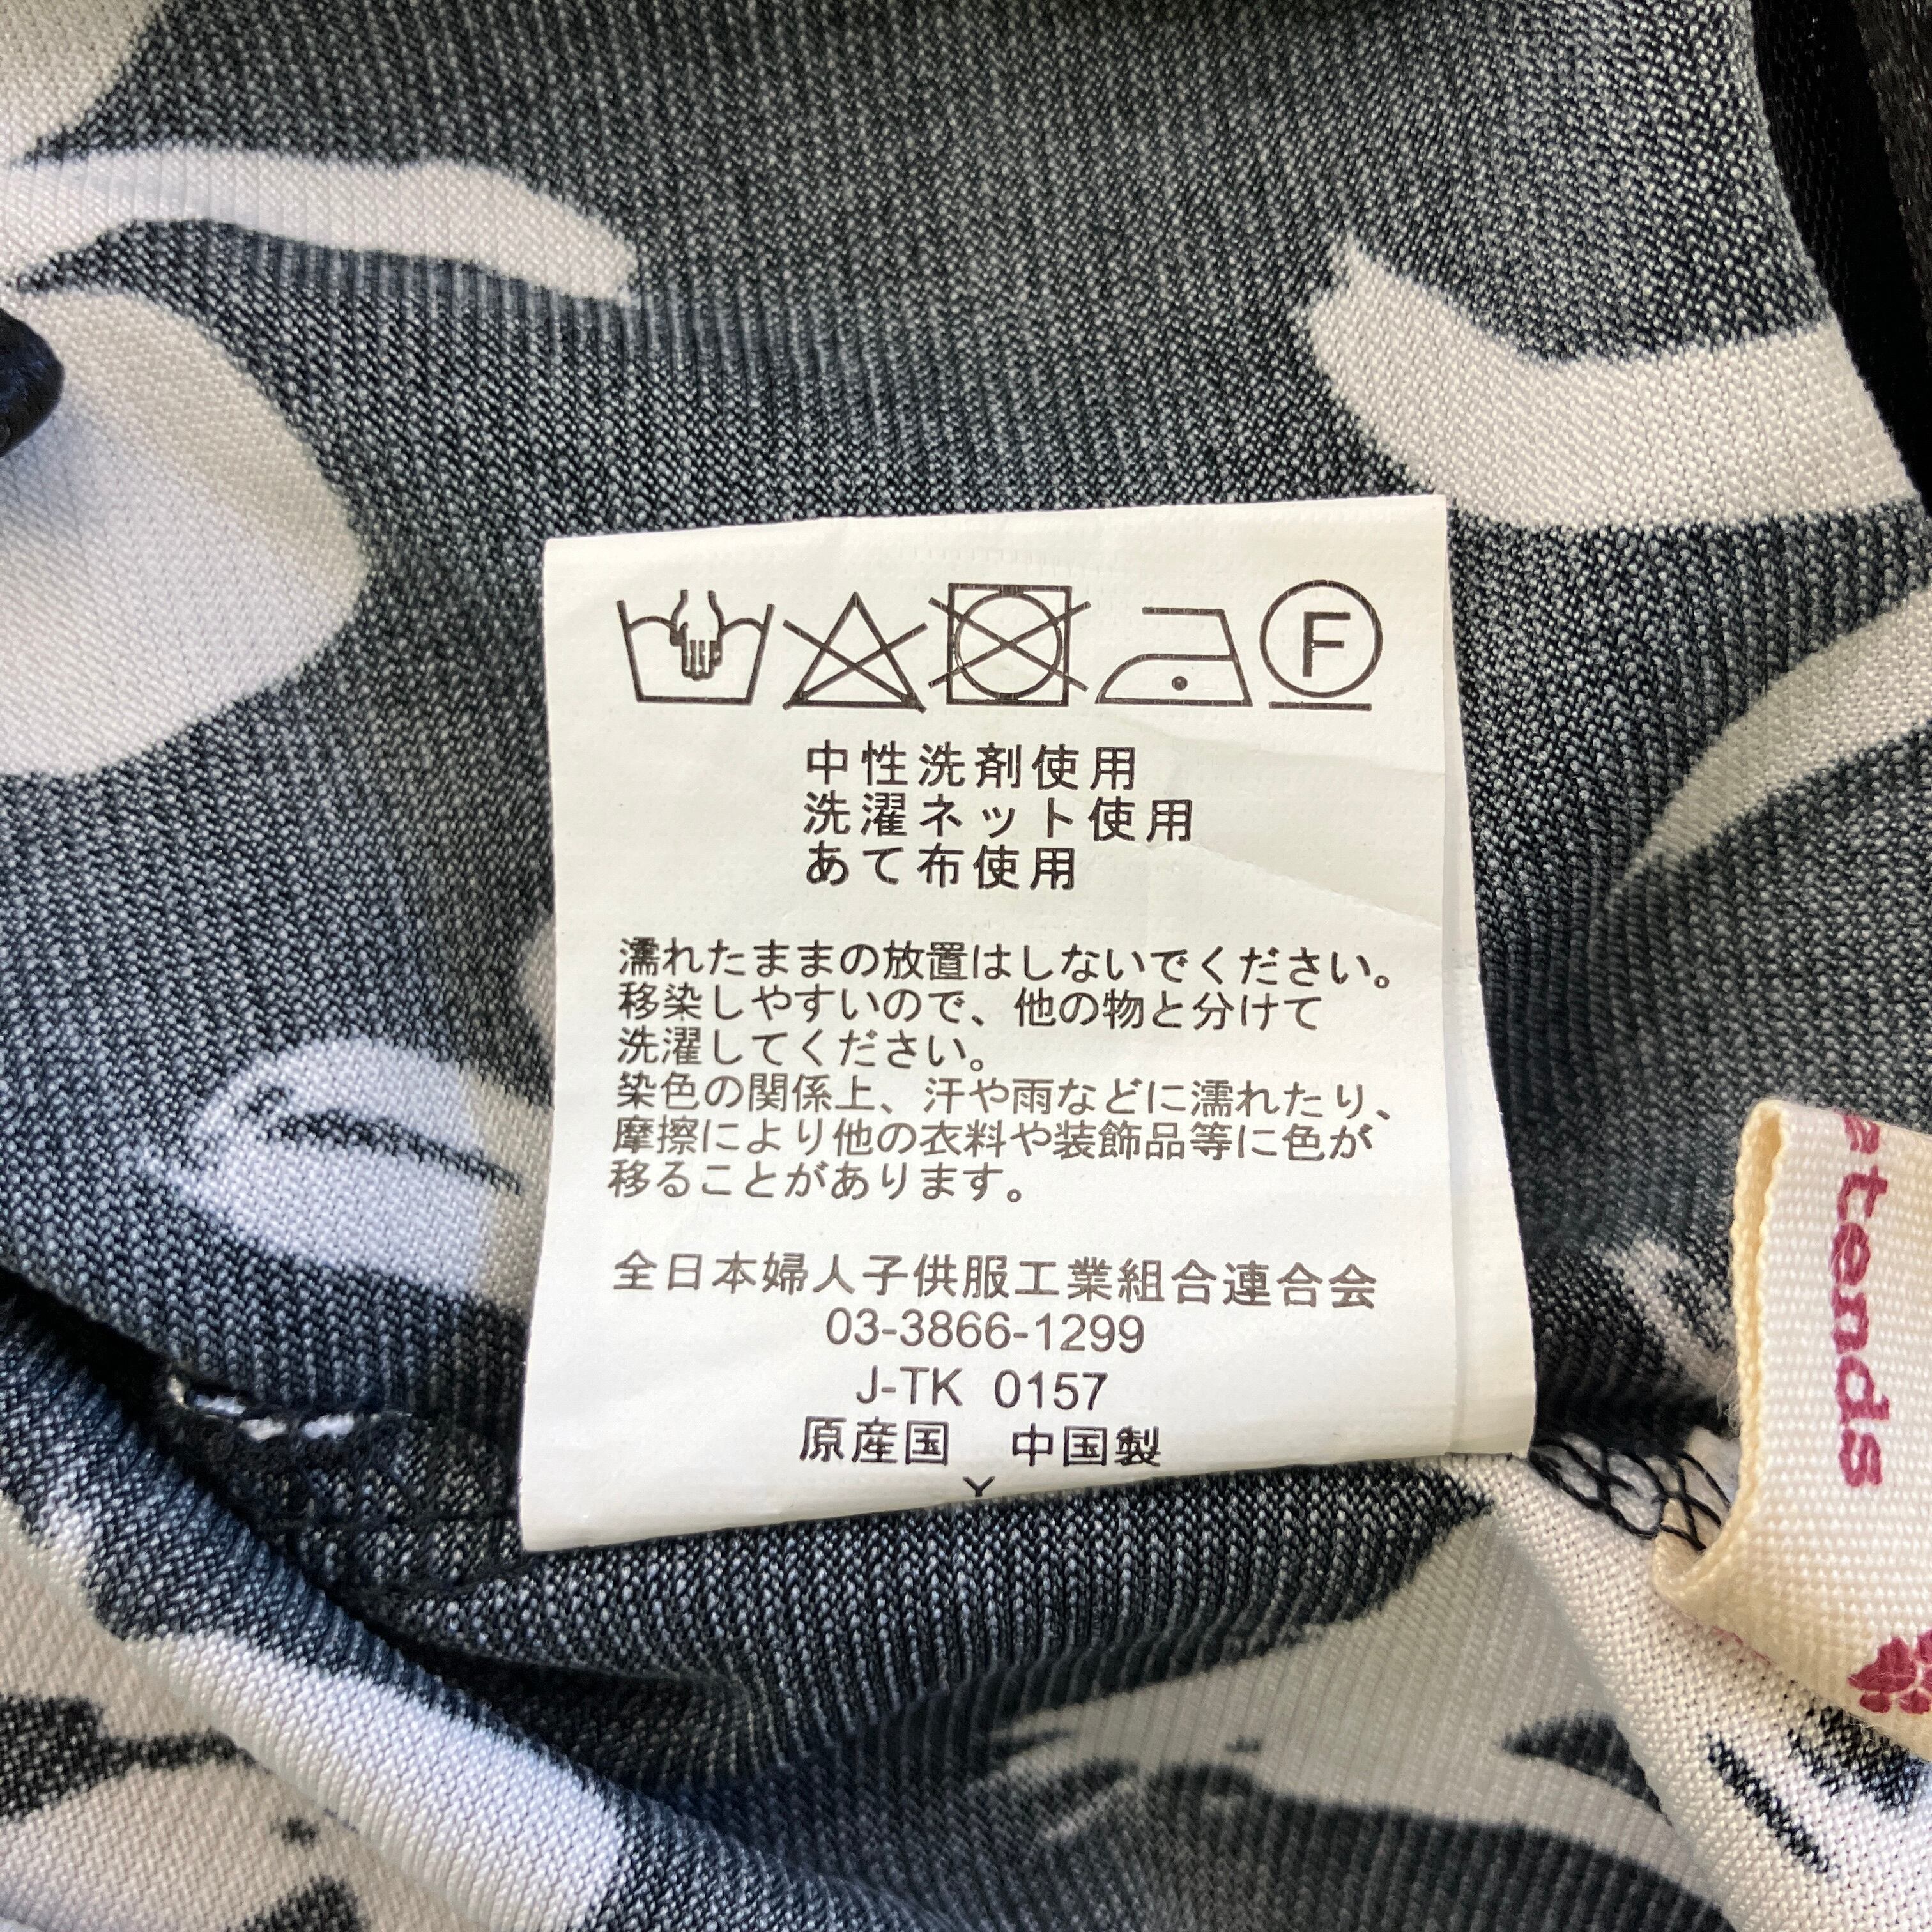 F
中性洗剤使用
洗濯ネット使用
あて布使用
濡れたままの放置はしないでください。
移染しやすいので、他の物と分けて
洗濯してください。
染色の関係上、汗や雨などに濡れたり、
摩擦により他の衣料や装飾品等に色が
移ることがあります。
全日本婦人子供服工業組合連合会
03-3866-1299
J-TK 0157
原産国 中国製
Y
etends